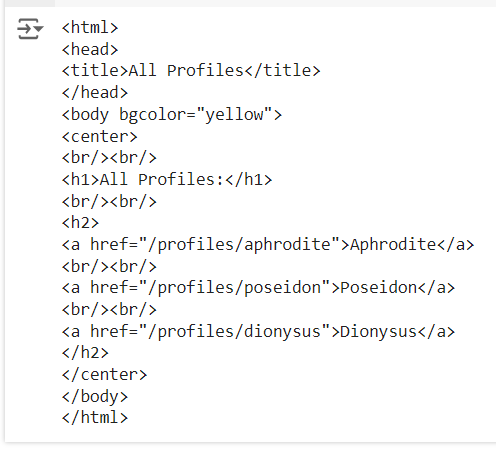 <html>
<head>
<title>All Profiles</title>
</head>
<body bgcolor="yellow">
<center>
<br/><br/>
<h1>All Profiles:</h1>
<br/><br/>
<h2>
<a href="/profiles/aphrodite">Aphrodite</a>
<br/><br/>
<a href="/profiles/poseidon">Poseidon</a>
<br/><br/>
<a href="/profiles/dionysus">Dionysus</a>
</h2>
</center>
</body>
</html>